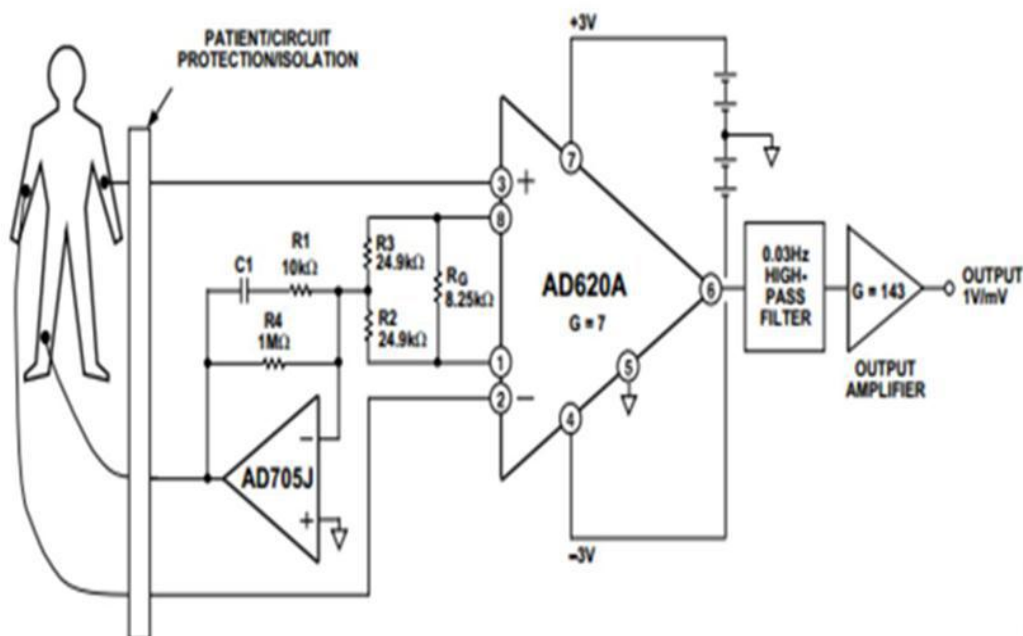 PATIENT/CIRCUIT
PROTECTION/ISOLATION
+3V
3
+
8
7
R1
10kΩ
C1
R3
24.9kΩ
RG
8.25kΩ
R4
1MΩ
R2
24.9kΩ
AD620A
G = 7
6
0.03Hz
HIGH-
PASS
FILTER
G = 143
OUTPUT
1V/mV
OUTPUT
AMPLIFIER
1
2
−
5
4
AD705J
−
+
−3V